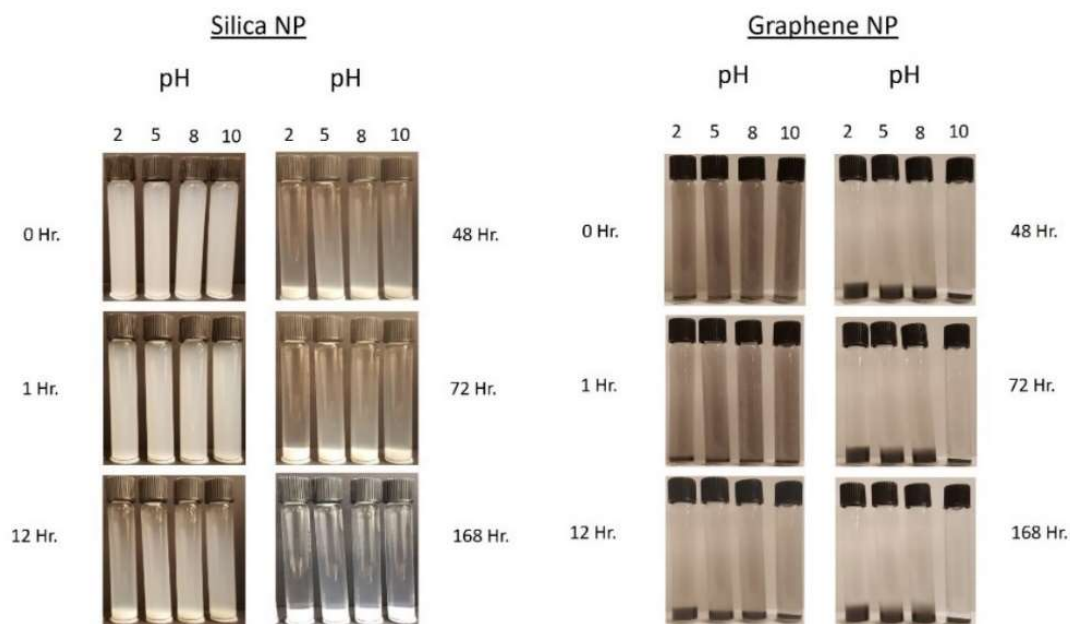 Silica NP
pH
pH
2 5 8 10
2 5 8 10
0 Hr.
48 Hr.
1 Hr.
72 Hr.
12 Hr.
168 Hr.
Graphene NP
pH
pH
2 5 8 10
2 5 8 10
0 Hr.
48 Hr.
1 Hr.
72 Hr.
12 Hr.
168 Hr.